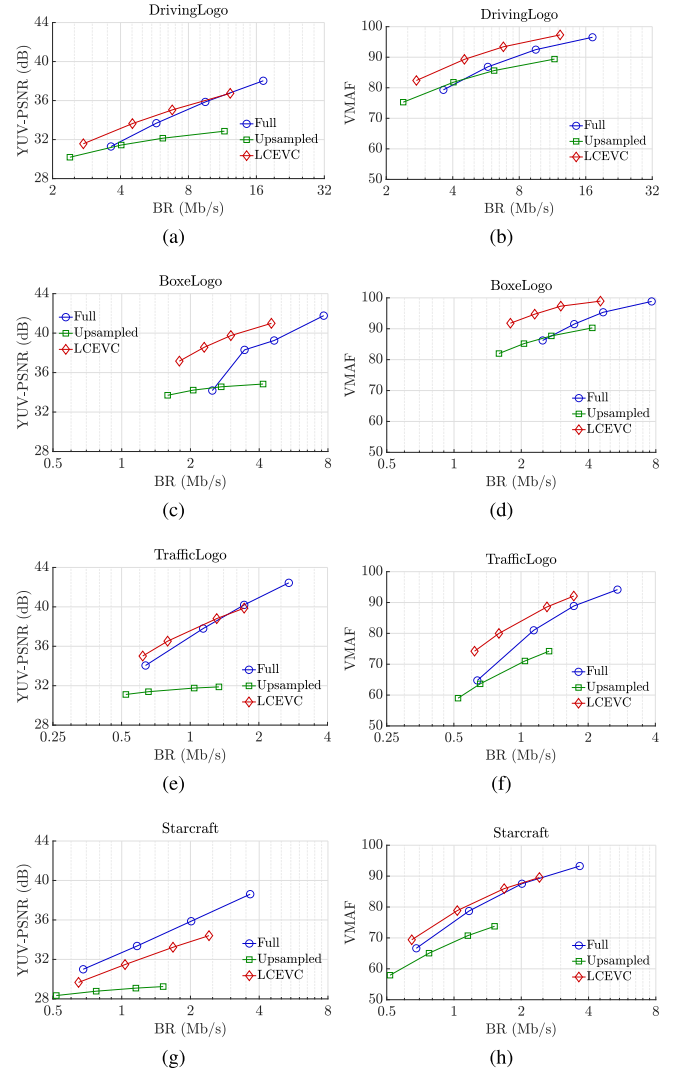 DrivingLogo
YUV-PSNR (dB)
44
40
36
32
28
Full
Upsampled
LCEVC
2 4 8 16 32
BR (Mb/s)
(a)
DrivingLogo
VMAF
100
90
80
70
60
50
Full
Upsampled
LCEVC
2 4 8 16 32
BR (Mb/s)
(b)
BoxeLogo
YUV-PSNR (dB)
44
40
36
32
28
Full
Upsampled
LCEVC
0.5 1 2 4 8
BR (Mb/s)
(c)
BoxeLogo
VMAF
100
90
80
70
60
50
Full
Upsampled
LCEVC
0.5 1 2 4 8
BR (Mb/s)
(d)
TrafficLogo
YUV-PSNR (dB)
44
40
36
32
28
Full
Upsampled
LCEVC
0.25 0.5 1 2 4
BR (Mb/s)
(e)
TrafficLogo
VMAF
100
90
80
70
60
50
Full
Upsampled
LCEVC
0.25 0.5 1 2 4
BR (Mb/s)
(f)
Starcraft
YUV-PSNR (dB)
44
40
36
32
28
Full
Upsampled
LCEVC
0.5 1 2 4 8
BR (Mb/s)
(g)
Starcraft
VMAF
100
90
80
70
60
50
Full
Upsampled
LCEVC
0.5 1 2 4 8
BR (Mb/s)
(h)